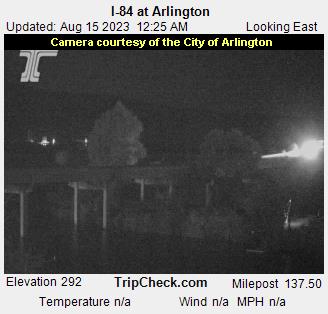 I-84 at Arlington
Updated: Aug 15 2023 12:25 AM Looking East
Camera courtesy of the City of Arlington
Elevation 292 TripCheck.com Milepost 137.50
Temperature n/a Wind n/a MPH n/a